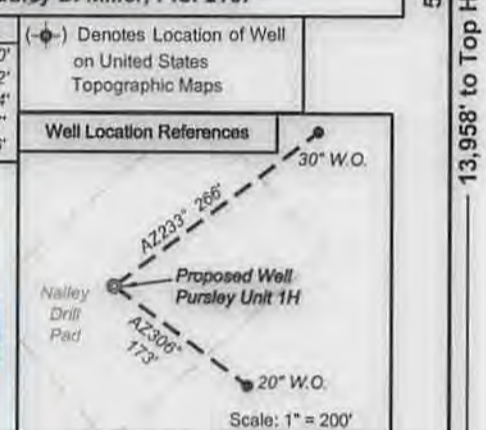 (-●-) Denotes Location of Well
on United States
Topographic Maps
Well Location References
30" W.O.
AZ233° 266'
Proposed Well
Pursley Unit 1H
Nalley
Drill
Pad
AZ306°
173'
20" W.O.
Scale: 1" = 200'
13,958' to Top H